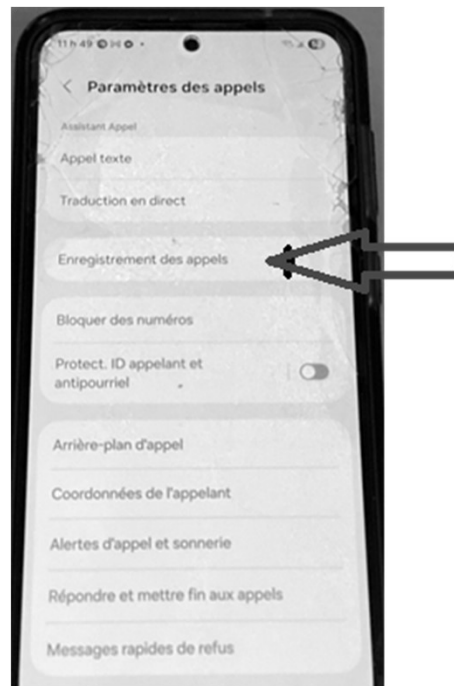 11 h 49
Paramètres des appels
Assistant Appel
Appel texte
Traduction en direct
Enregistrement des appels
Bloquer des numéros
Protect. ID appelant et
antipourriel
Arrière-plan d'appel
Coordonnées de l'appelant
Alertes d'appel et sonnerie
Répondre et mettre fin aux appels
Messages rapides de refus